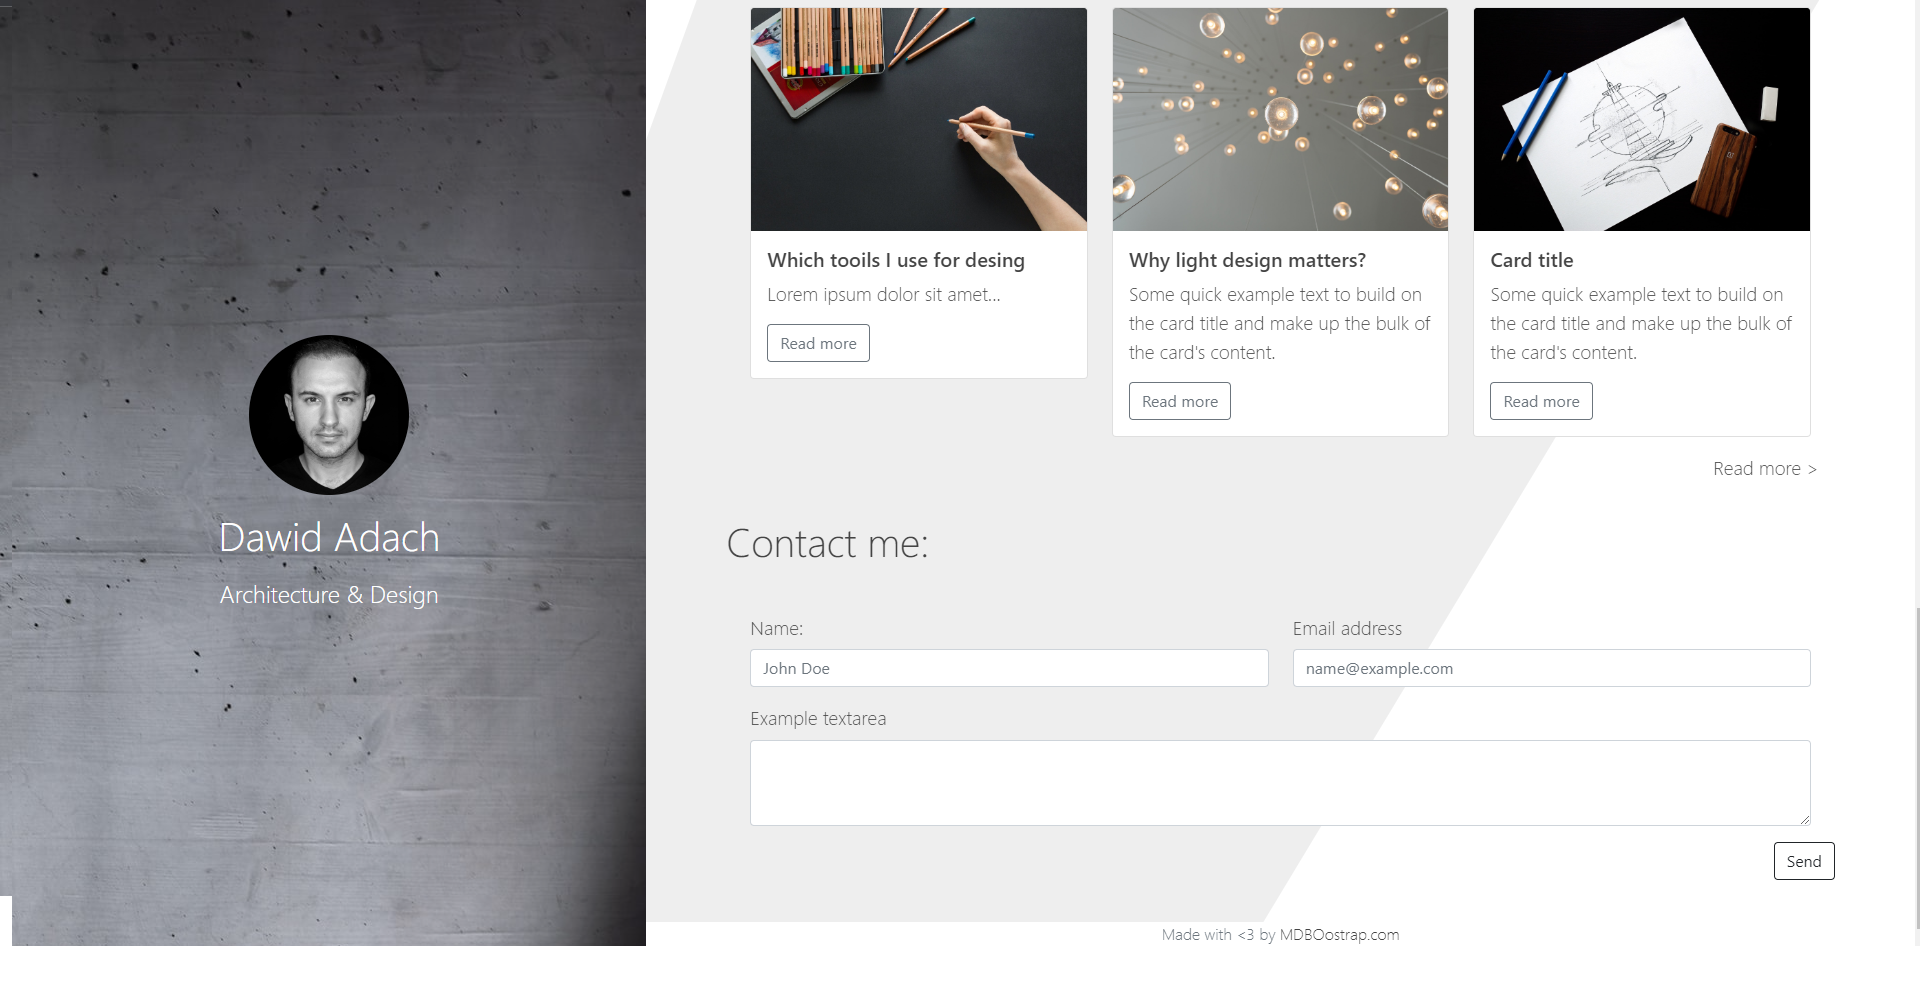 Dawid Adach
Architecture & Design
Which tooils I use for desing
Lorem ipsum dolor sit amet...
Read more
Why light design matters?
Some quick example text to build on
the card title and make up the bulk of
the card's content.
Read more
Card title
Some quick example text to build on
the card title and make up the bulk of
the card's content.
Read more
Read more >
Contact me:
Name:
John Doe
Email address
name@example.com
Example textarea
Send
Made with <3 by MDBOostrap.com